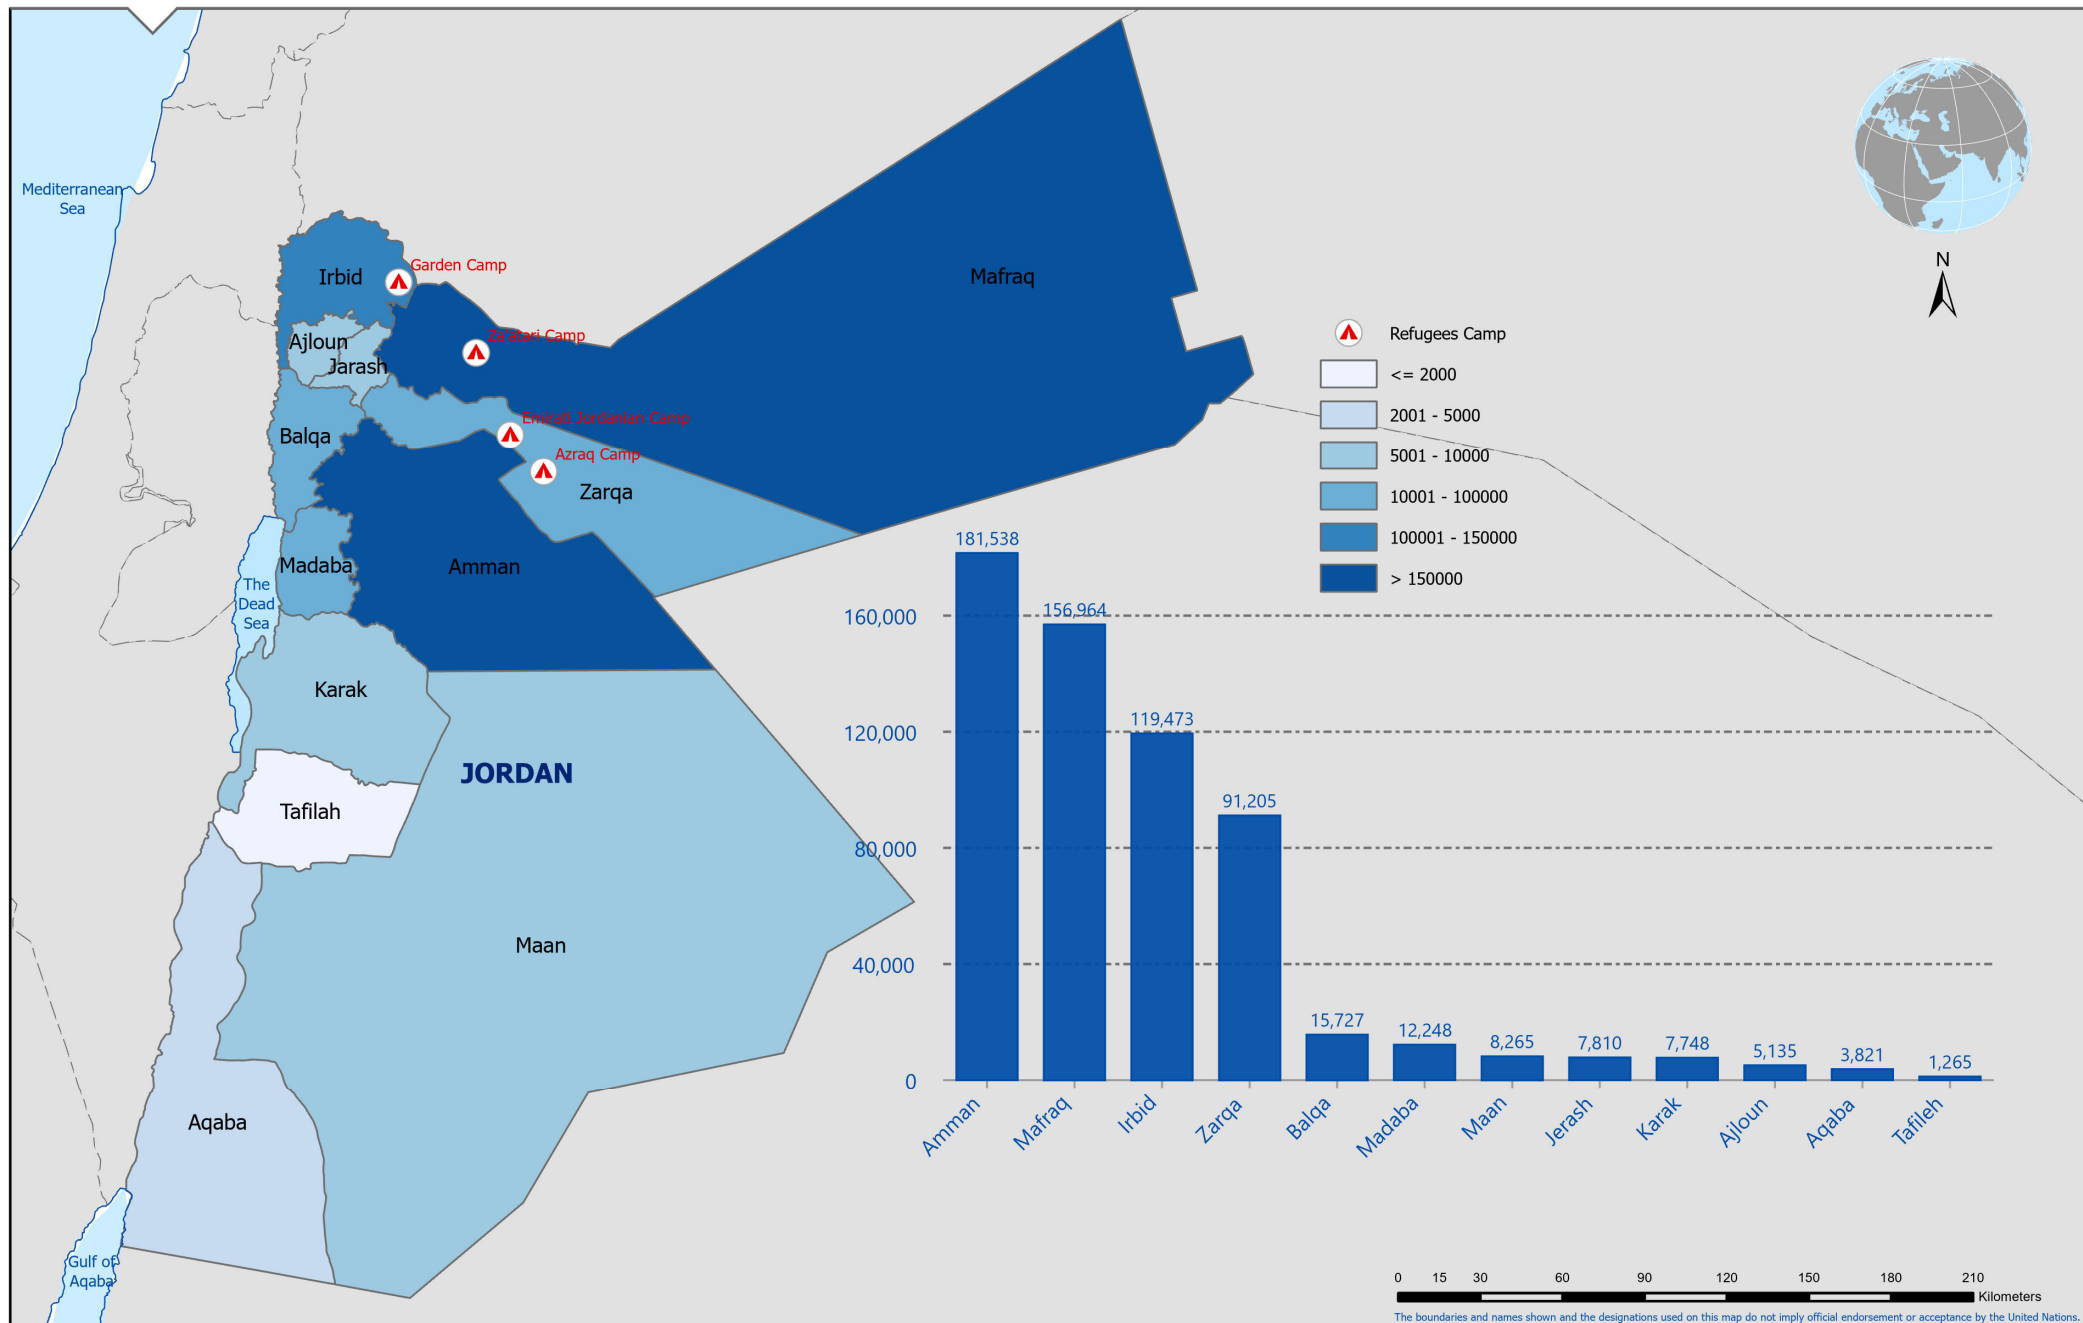 Mediterranean
Sea
Irbid
Garden Camp
Mafraq
N
Ajloun
Jarash
Za'atari Camp
Refugees Camp
<= 2000
2001 - 5000
5001 - 10000
10001 - 100000
100001 - 150000
> 150000
Balqa
Emirati Jordanian Camp
Azraq Camp
Zarqa
Madaba
Amman
The
Dead
Sea
Karak
JORDAN
Tafilah
Maan
Aqaba
Gulf of
Aqaba
181,538
160,000
156,964
120,000
119,473
91,205
80,000
40,000
15,727
12,248
8,265
7,810
7,748
5,135
3,821
1,265
0
Amman
Mafraq
Irbid
Zarqa
Balqa
Madaba
Maan
Jerash
Karak
Ajloun
Aqaba
Tafileh
0 15 30 60 90 120 150 180 210
Kilometers
The boundaries and names shown and the designations used on this map do not imply official endorsement or acceptance by the United Nations.